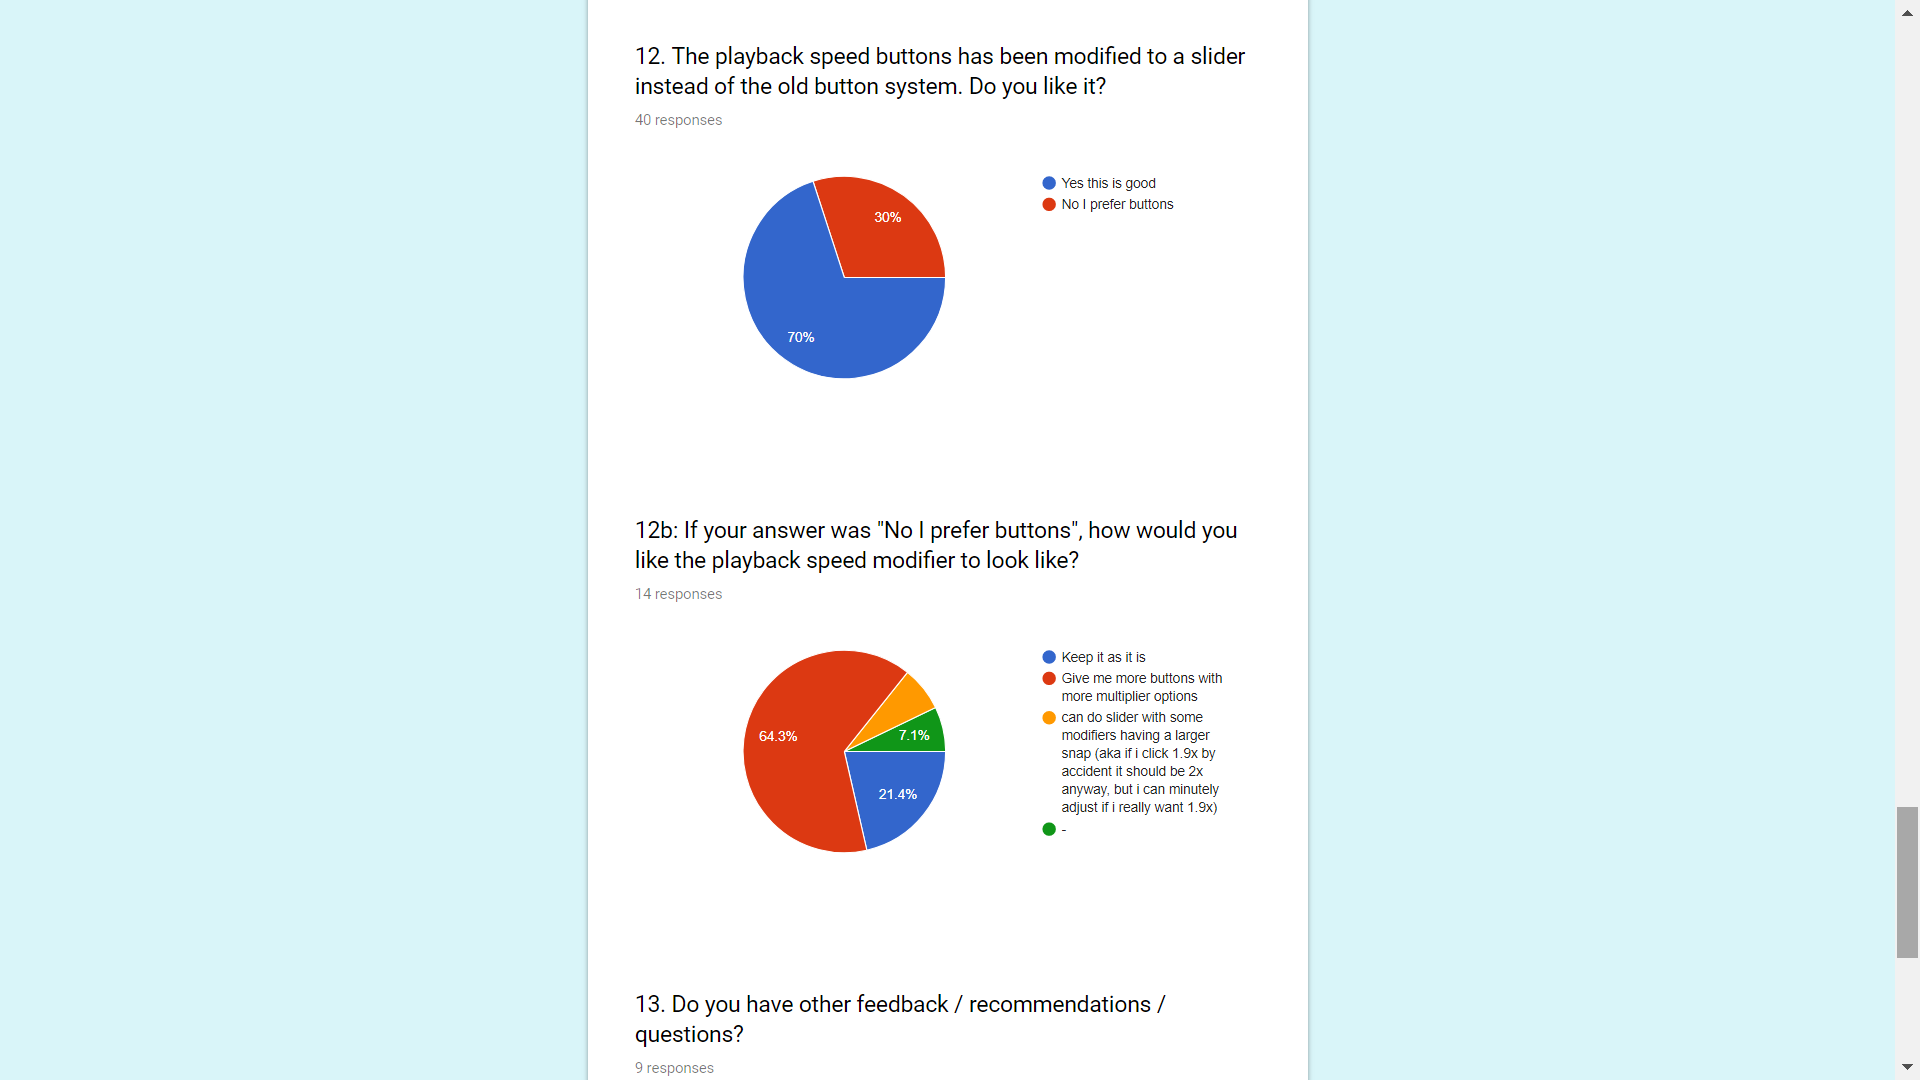 12. The playback speed buttons has been modified to a slider
instead of the old button system. Do you like it?
40 responses
Yes this is good
No I prefer buttons
30%
70%
12b: If your answer was "No I prefer buttons", how would you
like the playback speed modifier to look like?
14 responses
Keep it as it is
Give me more buttons with
more multiplier options
can do slider with some
modifiers having a larger
snap (aka if i click 1.9x by
accident it should be 2x
anyway, but i can minutely
adjust if i really want 1.9x)
-
64.3%
7.1%
21.4%
13. Do you have other feedback / recommendations /
questions?
9 responses